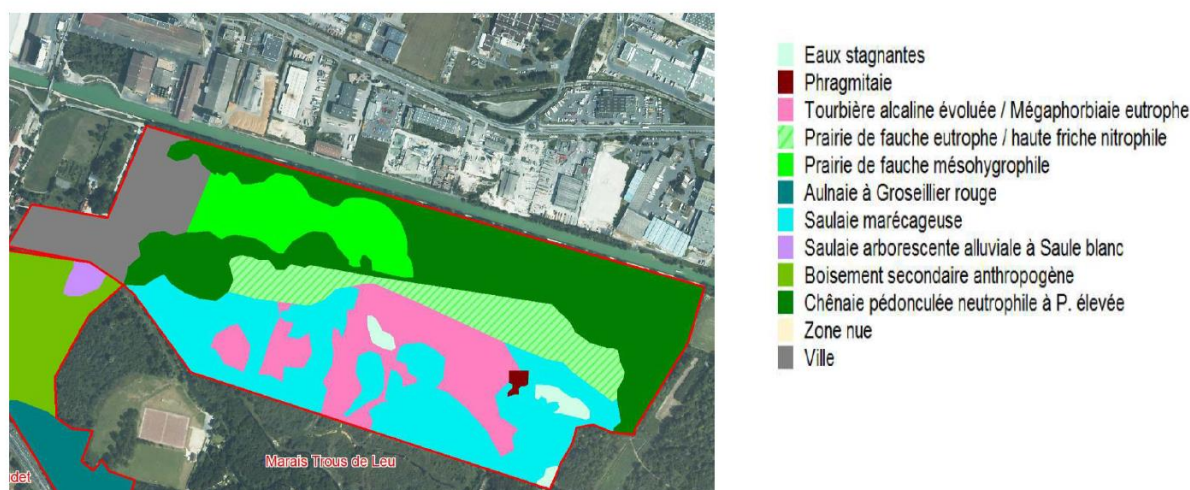 Eaux stagnantes
Phragmitaie
Tourbière alcaline évoluée / Mégaphorbiaie eutrophe
Prairie de fauche eutrophe / haute friche nitrophile
Prairie de fauche mésohygrophile
Aulnaie à Groseillier rouge
Saulaie marécageuse
Saulaie arborescente alluviale à Saule blanc
Boisement secondaire anthropogène
Chênaie pédonculée neutrophile à P. élevée
Zone nue
Ville
Marais Trous de Leu
det